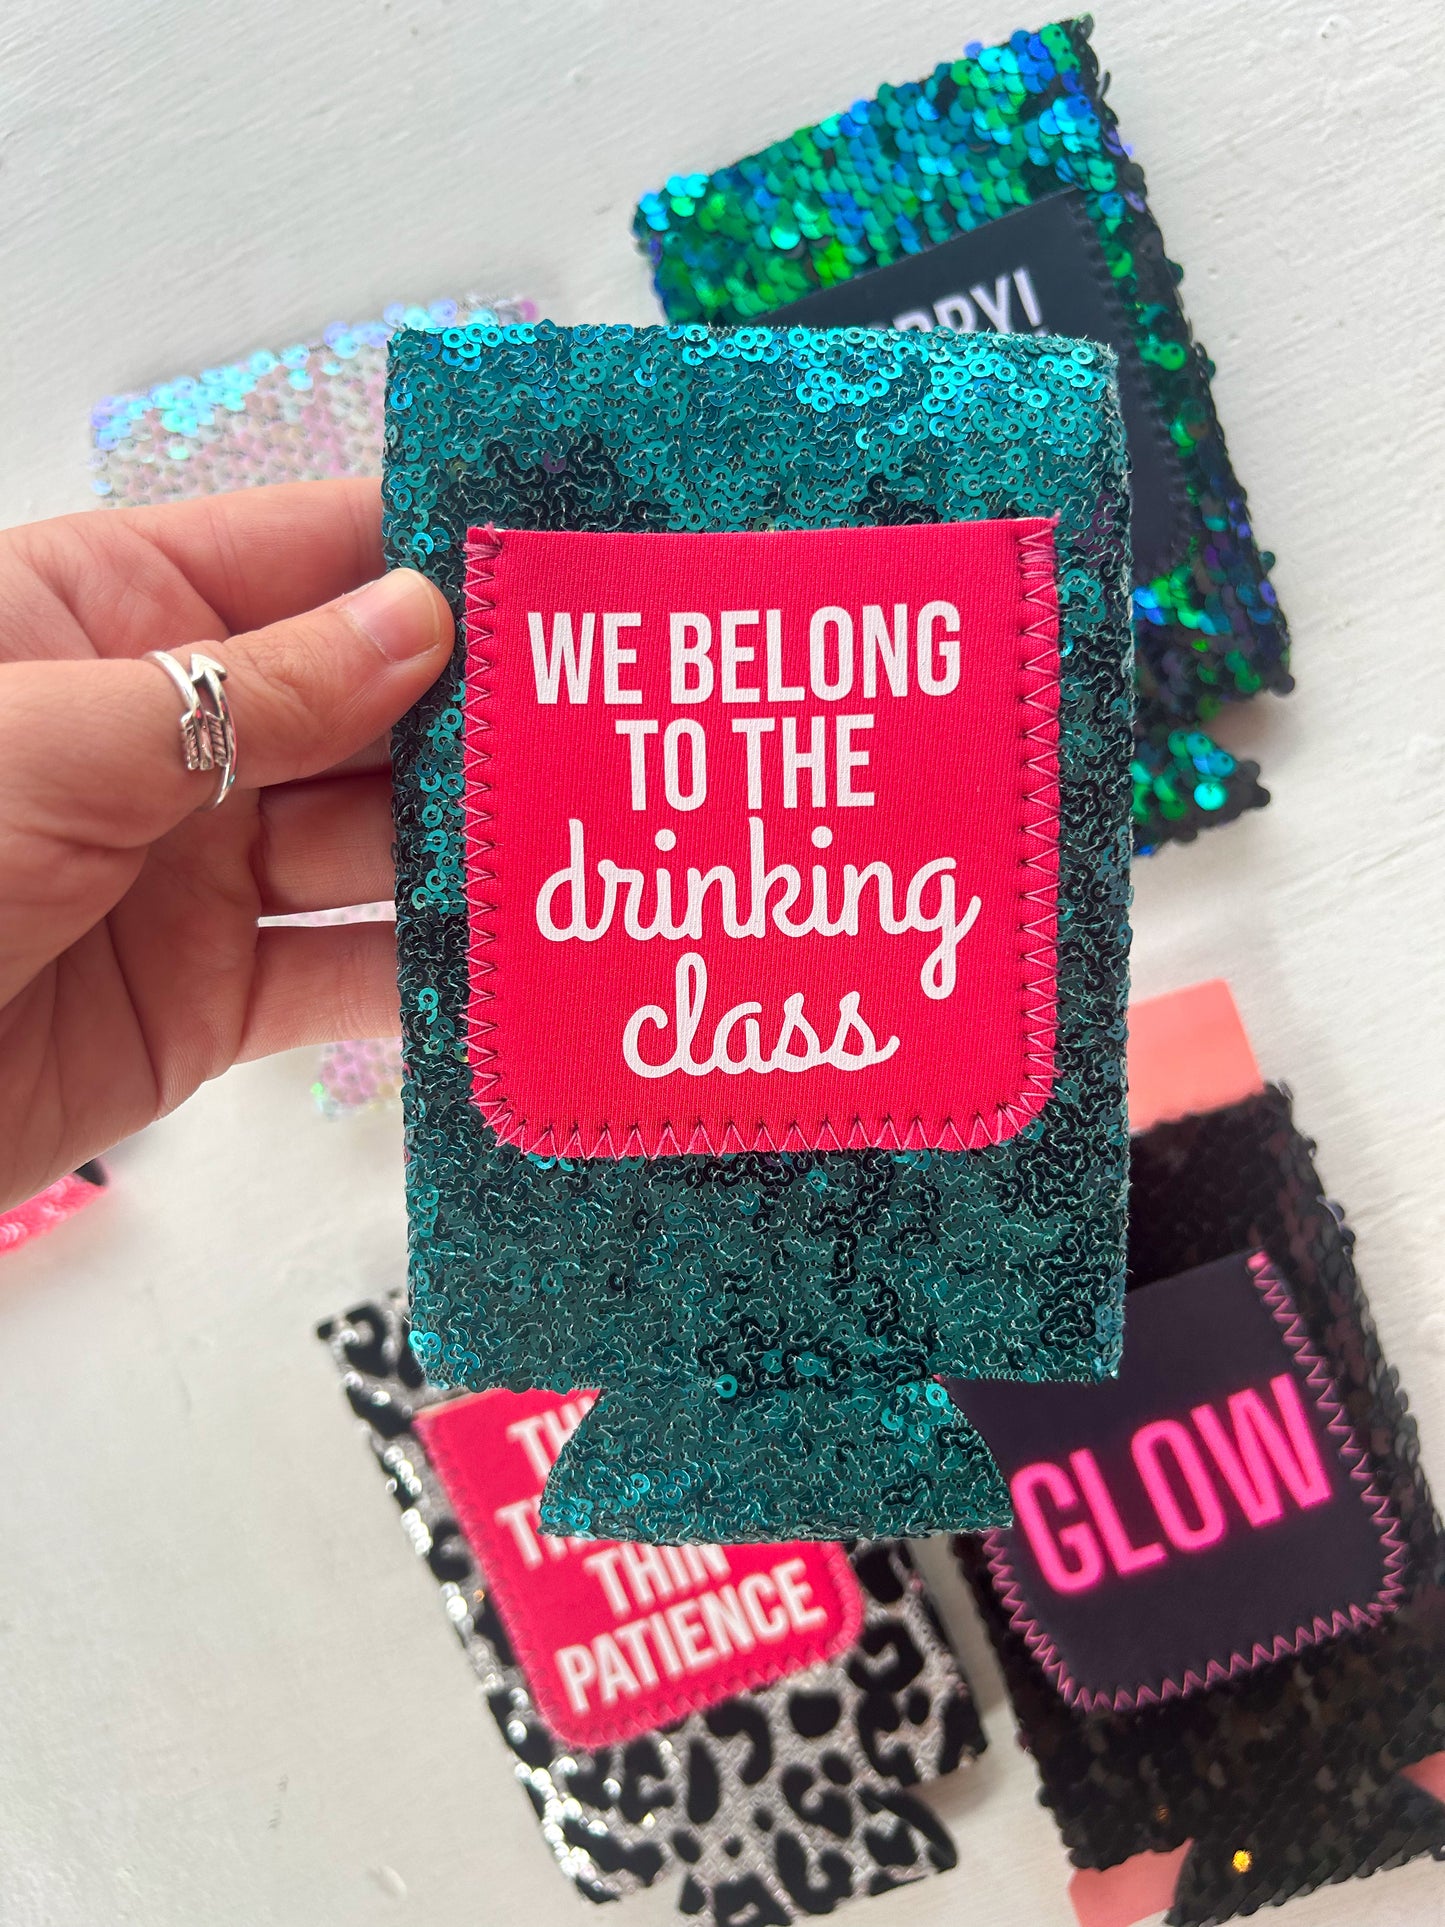 WE BELONG
TO THE
drinking
class
THIN
PATIENCE
GLOW